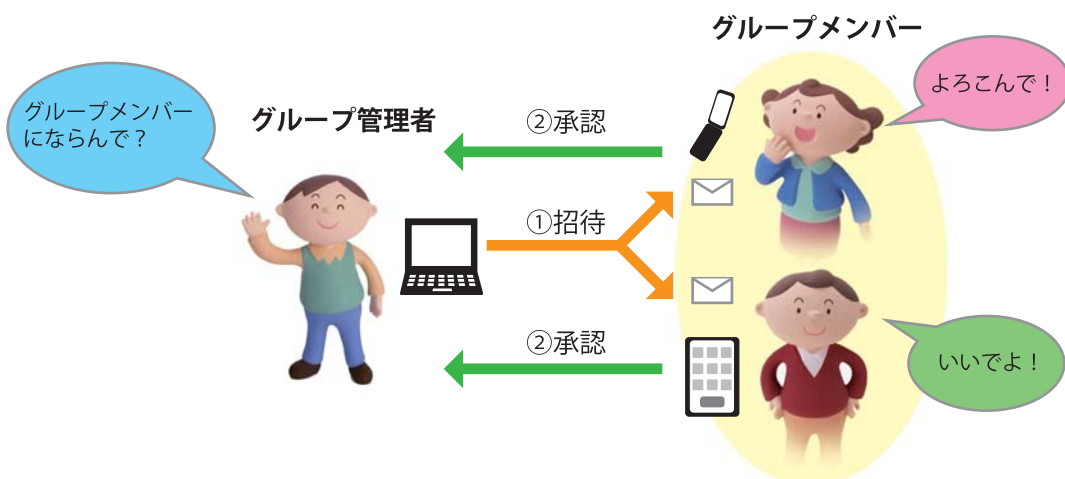 グループメンバー
よろこんで！
グループメンバー
にならんで？
グループ管理者
②承認
①招待
②承認
いいでよ！